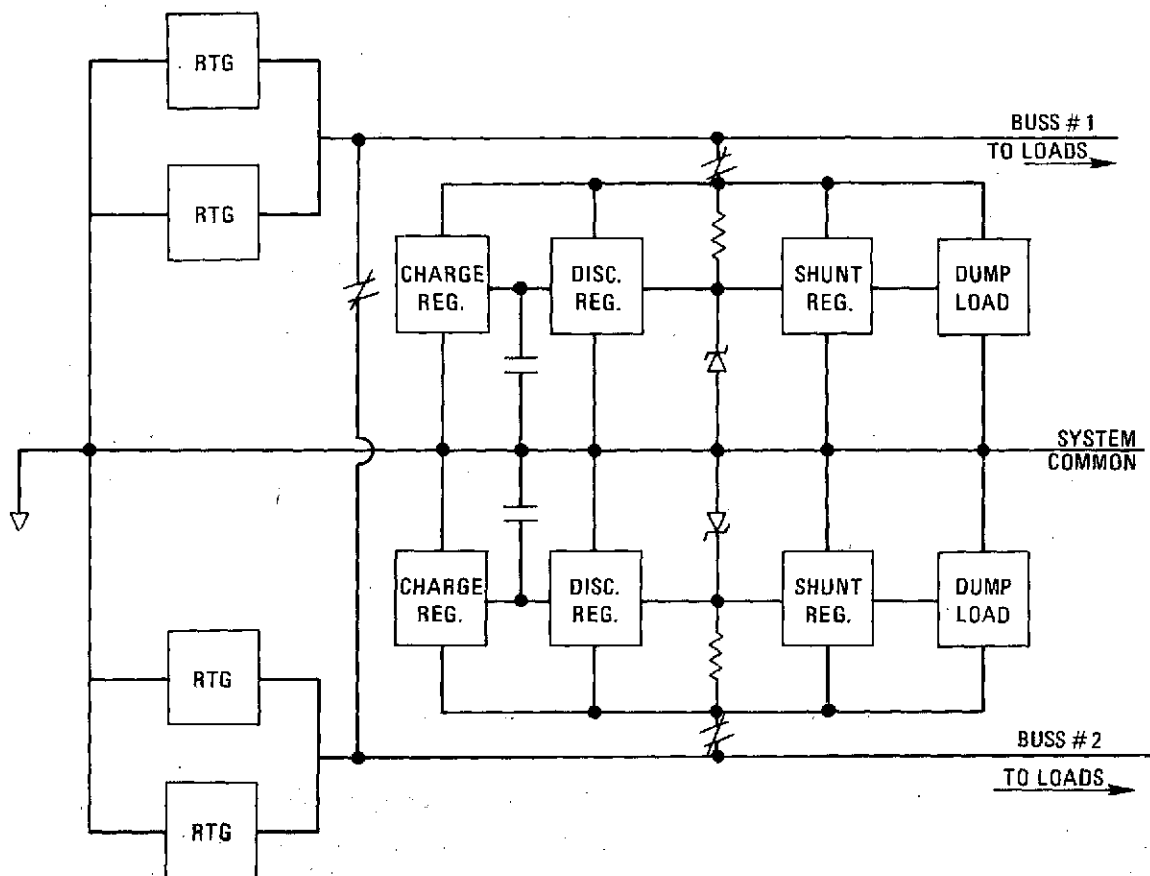 RTG
RTG
BUSS #1
TO LOADS
CHARGE
REG.
DISC.
REG.
SHUNT
REG.
DUMP
LOAD
SYSTEM
COMMON
CHARGE
REG.
DISC.
REG.
SHUNT
REG.
DUMP
LOAD
RTG
BUSS #2
TO LOADS
RTG